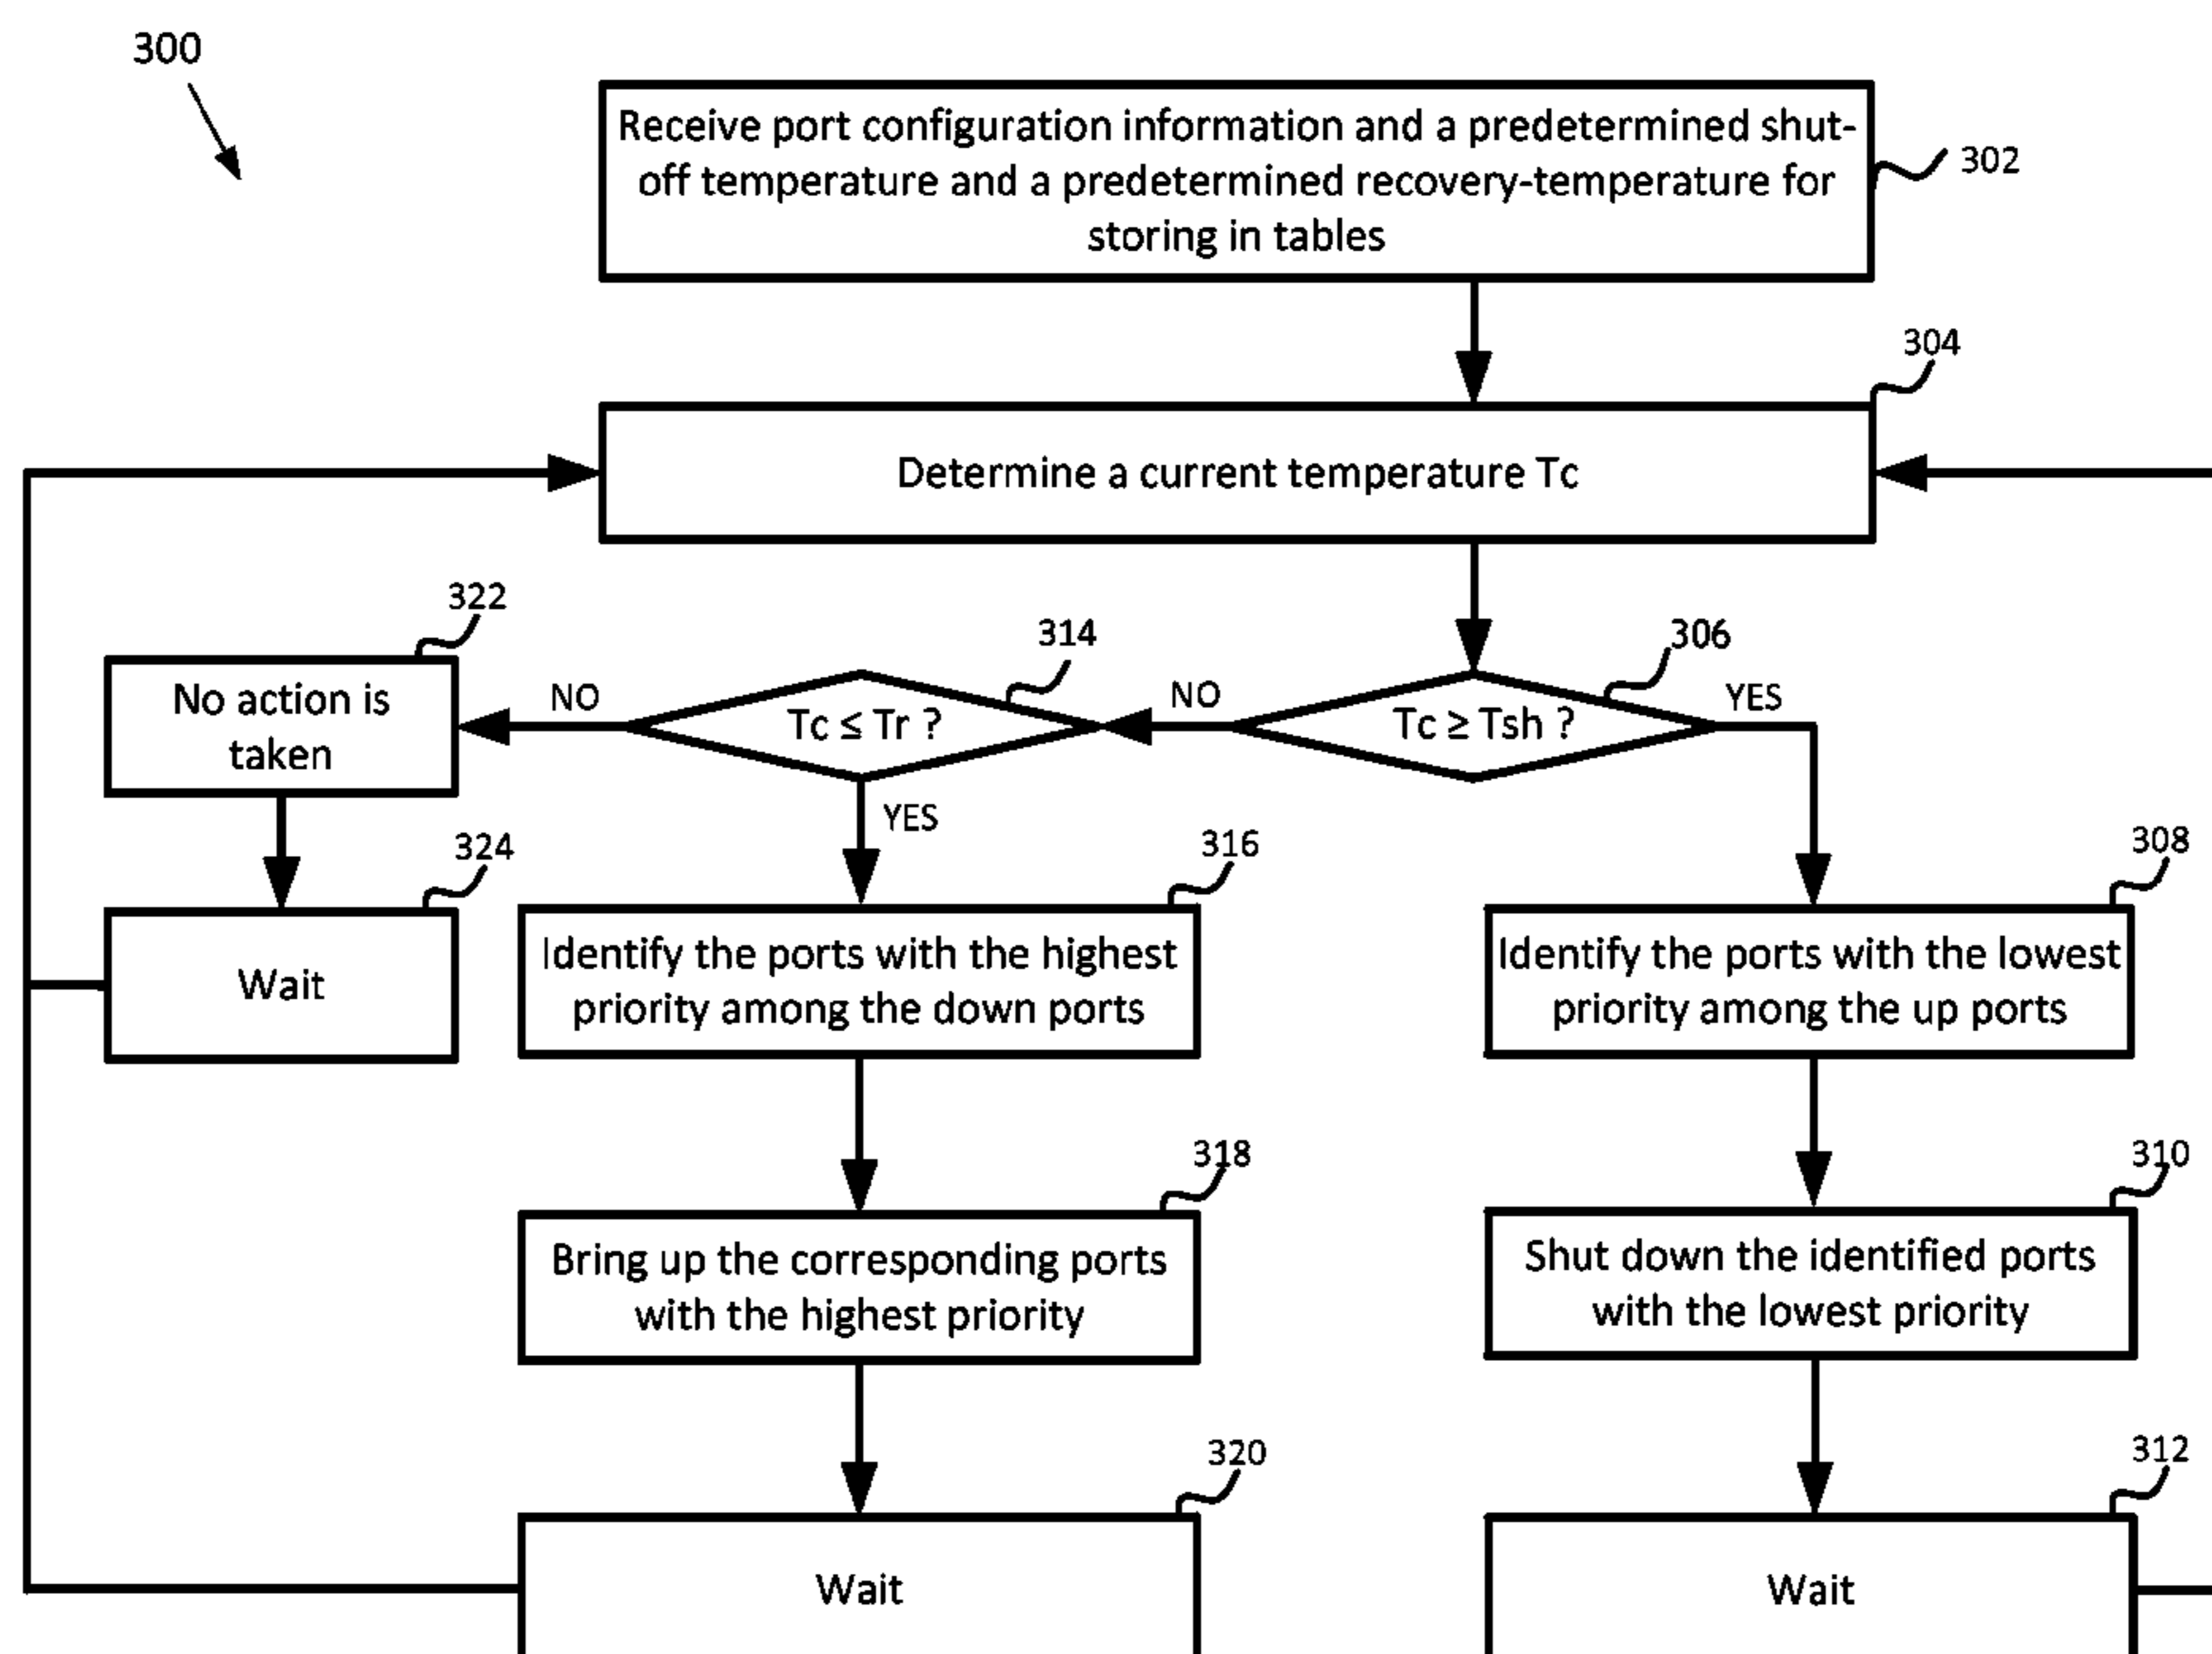 300
Receive port configuration information and a predetermined shut-
off temperature and a predetermined recovery-temperature for
storing in tables
302
304
Determine a current temperature Tc
322
314
306
No action is
taken
NO
Tc ≤ Tr ?
NO
Tc ≥ Tsh ?
YES
YES
324
316
308
Wait
Identify the ports with the highest
priority among the down ports
Identify the ports with the lowest
priority among the up ports
318
310
Bring up the corresponding ports
with the highest priority
Shut down the identified ports
with the lowest priority
320
312
Wait
Wait